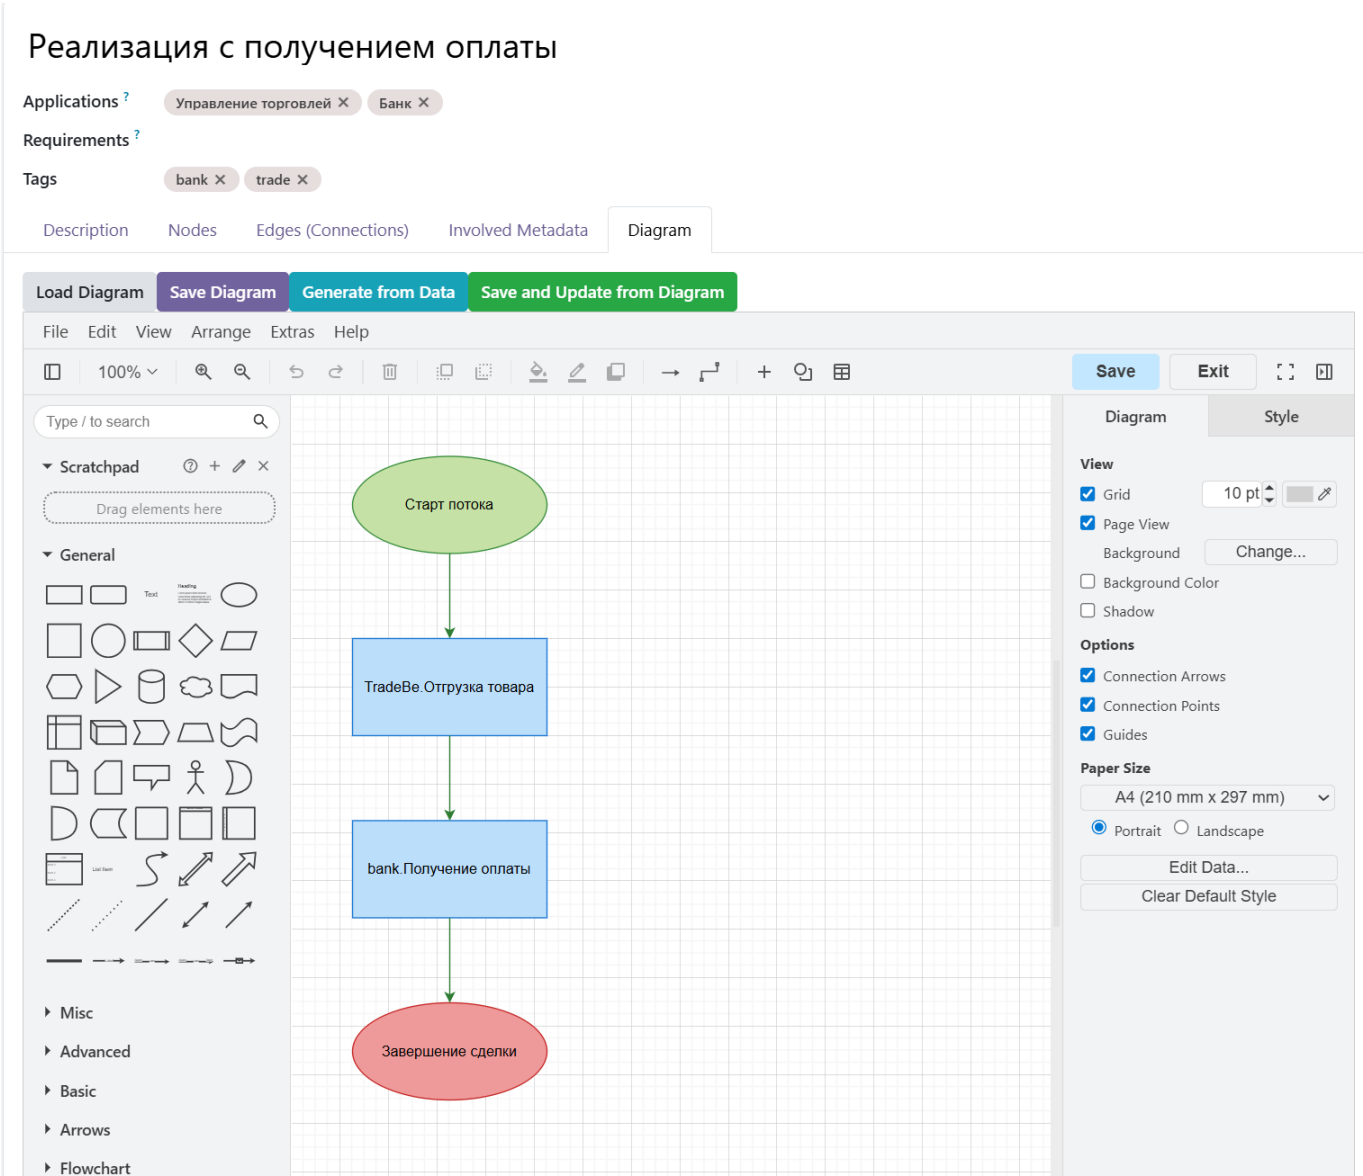 Реализация с получением оплаты
Applications ? Управление торговлей ✕ Банк ✕
Requirements ?
Tags bank ✕ trade ✕
Description Nodes Edges (Connections) Involved Metadata Diagram
Load Diagram Save Diagram Generate from Data Save and Update from Diagram
File Edit View Arrange Extras Help
100% Save Exit
Type / to search
Scratchpad
Drag elements here
General
Text Heading
List Item
Misc
Advanced
Basic
Arrows
Flowchart
Старт потока
TradeBe.Отгрузка товара
bank.Получение оплаты
Завершение сделки
Diagram Style
View
Grid 10 pt
Page View
Background Change...
Background Color
Shadow
Options
Connection Arrows
Connection Points
Guides
Paper Size
A4 (210 mm x 297 mm)
Portrait Landscape
Edit Data...
Clear Default Style